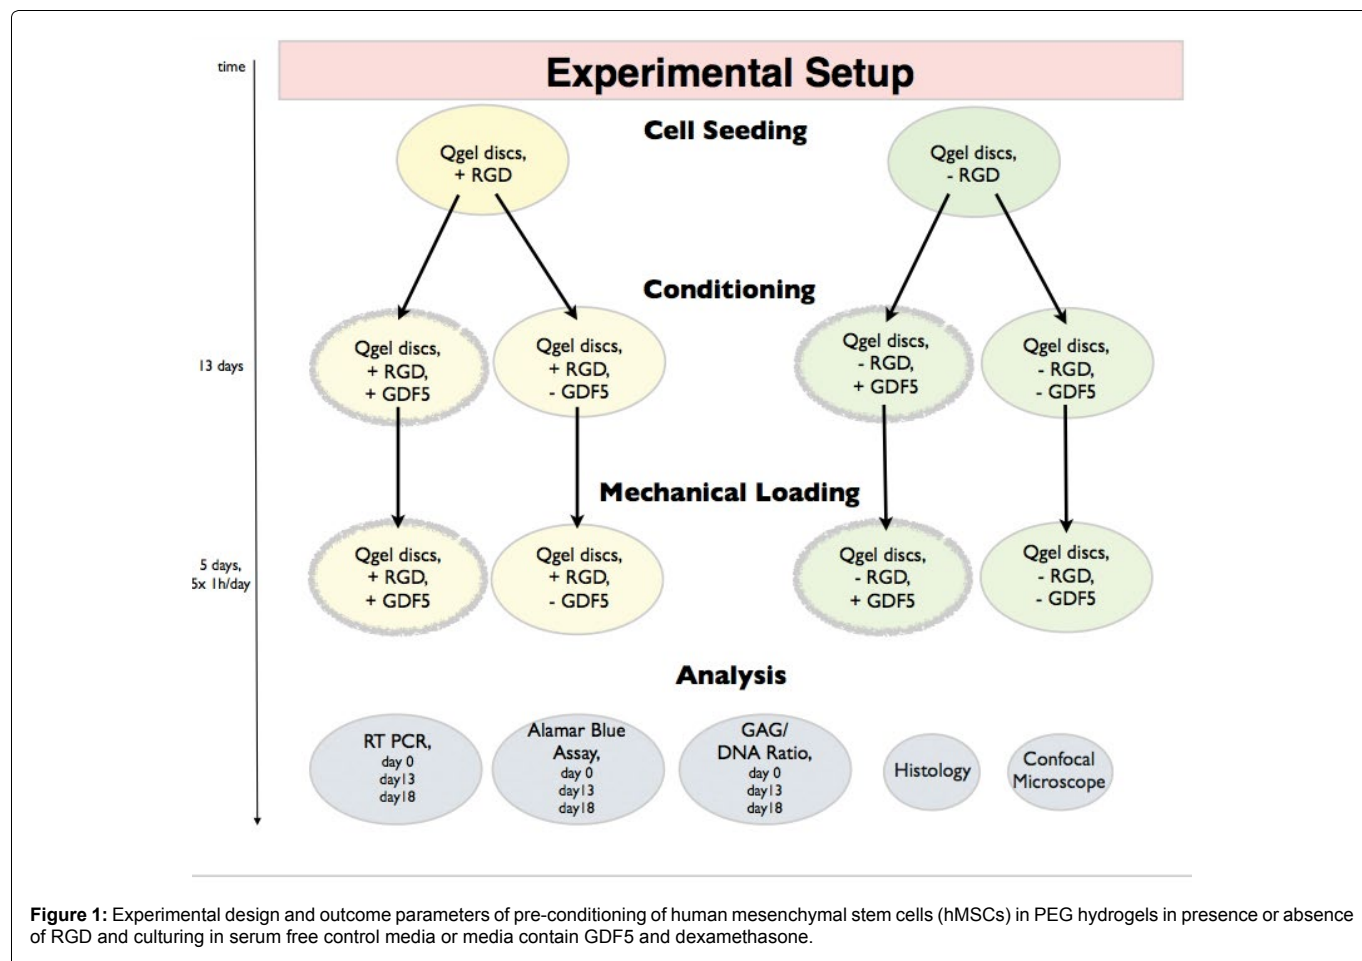 Experimental Setup
time
Cell Seeding
Qgel discs,
+ RGD
Qgel discs,
- RGD
Conditioning
13 days
Qgel discs,
+ RGD,
+ GDF5
Qgel discs,
+ RGD,
- GDF5
Qgel discs,
- RGD,
+ GDF5
Qgel discs,
- RGD,
- GDF5
Mechanical Loading
5 days,
5x 1h/day
Qgel discs,
+ RGD,
+ GDF5
Qgel discs,
+ RGD,
- GDF5
Qgel discs,
- RGD,
+ GDF5
Qgel discs,
- RGD,
- GDF5
Analysis
RT PCR,
day 0
day13
day18
Alamar Blue
Assay,
day 0
day13
day18
GAG/
DNA Ratio,
day 0
day13
day18
Histology
Confocal
Microscope
Figure 1: Experimental design and outcome parameters of pre-conditioning of human mesenchymal stem cells (hMSCs) in PEG hydrogels in presence or absence
of RGD and culturing in serum free control media or media contain GDF5 and dexamethasone.